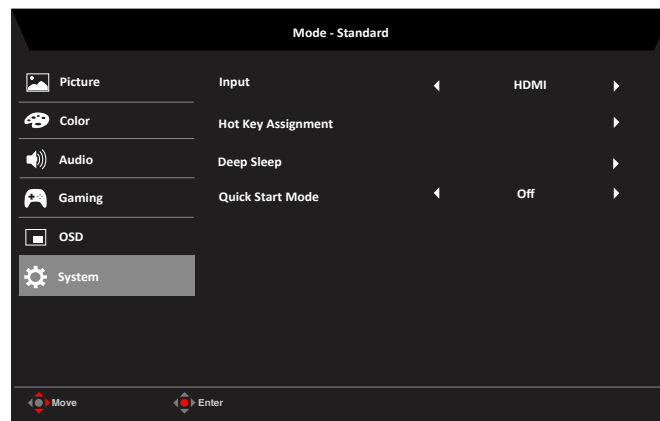 Mode - Standard
Picture
Input
HDMI
Color
Hot Key Assignment
Audio
Deep Sleep
Gaming
Quick Start Mode
Off
OSD
System
Move
Enter